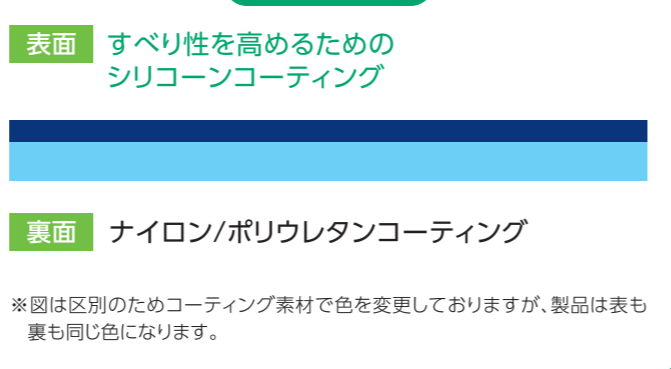 表面 すべり性を高めるための
シリコーンコーティング
裏面 ナイロン/ポリウレタンコーティング
※図は区別のためコーティング素材で色を変更しておりますが、製品は表も
裏も同じ色になります。